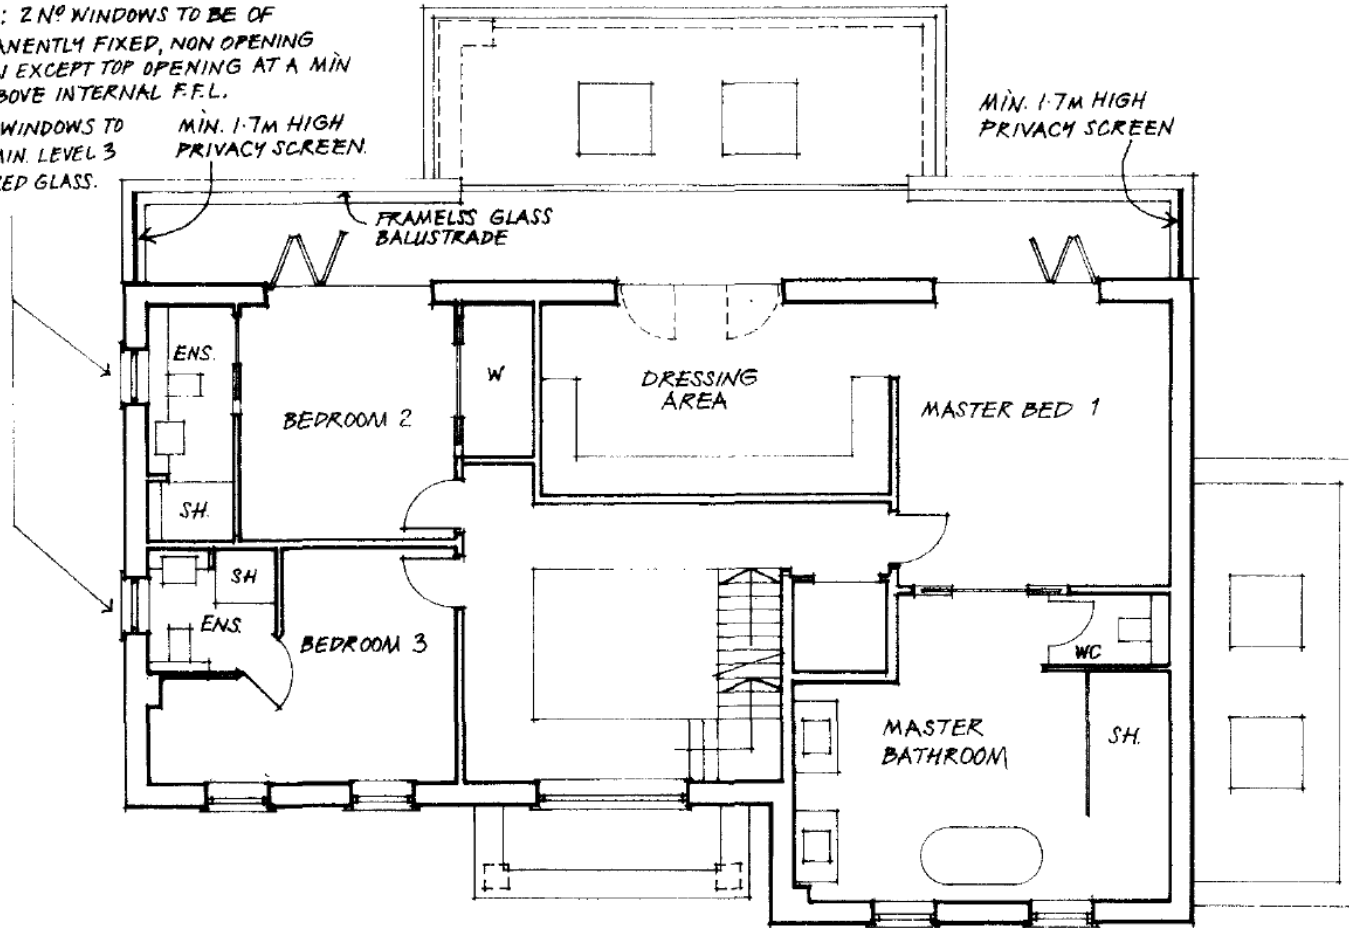 : 2 Nº WINDOWS TO BE OF
ANENTLY FIXED, NON OPENING
N EXCEPT TOP OPENING AT A MIN
BOVE INTERNAL F.F.L.
WINDOWS TO
MIN. LEVEL 3
ED GLASS.
MIN. 1.7M HIGH
PRIVACY SCREEN.
MIN. 1.7M HIGH
PRIVACY SCREEN
FRAMELSS GLASS
BALUSTRADE
ENS.
BEDROOM 2
W
DRESSING
AREA
MASTER BED 1
SH.
SH
ENS.
BEDROOM 3
WC
MASTER
BATHROOM
SH.